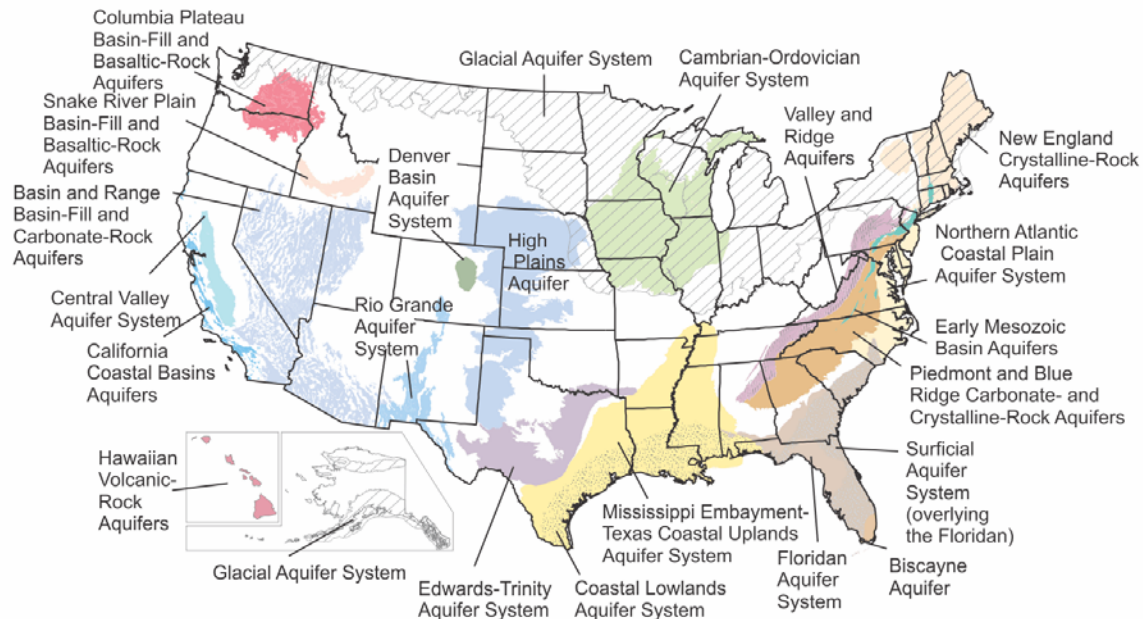 Columbia Plateau
Basin-Fill and
Basaltic-Rock
Aquifers
Snake River Plain
Basin-Fill and
Basaltic-Rock
Aquifers
Basin and Range
Basin-Fill and
Carbonate-Rock
Aquifers
Central Valley
Aquifer System
California
Coastal Basins
Aquifers
Hawaiian
Volcanic-
Rock
Aquifers
Glacial Aquifer System
Denver
Basin
Aquifer
System
Rio Grande
Aquifer
System
High
Plains
Aquifer
Glacial Aquifer System
Cambrian-Ordovician
Aquifer System
Valley and
Ridge
Aquifers
New England
Crystalline-Rock
Aquifers
Northern Atlantic
Coastal Plain
Aquifer System
Early Mesozoic
Basin Aquifers
Piedmont and Blue
Ridge Carbonate- and
Crystalline-Rock Aquifers
Surficial
Aquifer
System
(overlying
the Floridan)
Biscayne
Aquifer
Floridan
Aquifer
System
Mississippi Embayment-
Texas Coastal Uplands
Aquifer System
Coastal Lowlands
Aquifer System
Edwards-Trinity
Aquifer System